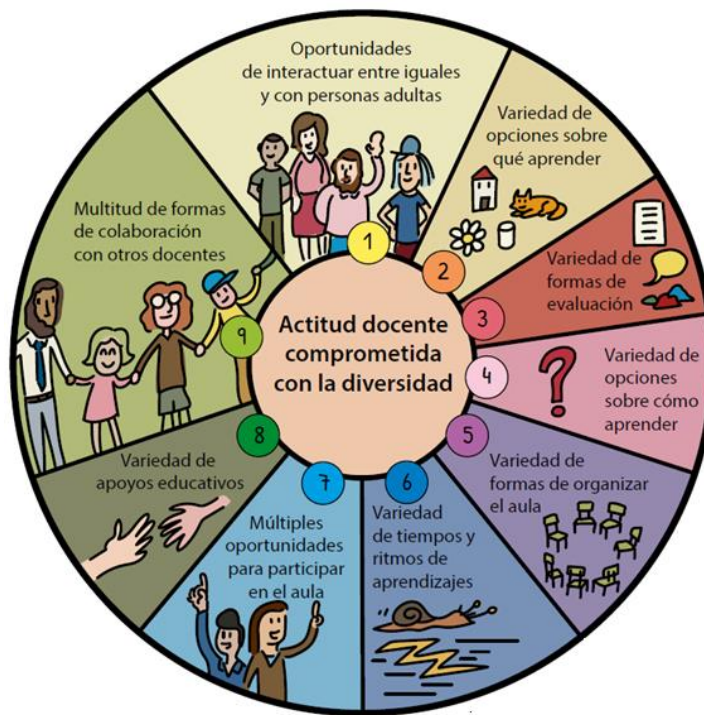 Oportunidades
de interactuar entre iguales
y con personas adultas
1
Variedad de
opciones sobre
qué aprender
2
Variedad de
formas de
evaluación
3
Variedad de
opciones sobre
cómo
aprender
4
Variedad de
formas de organizar
el aula
5
Variedad
de tiempos y
ritmos de
aprendizajes
6
Múltiples
oportunidades
para participar
en el aula
7
Variedad de
apoyos educativos
8
Multitud de formas
de colaboración
con otros docentes
9
Actitud docente
comprometida
con la diversidad